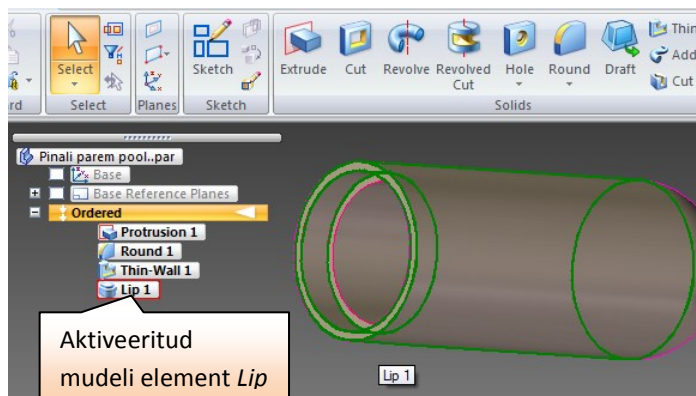 Select
Sketch
Extrude
Cut
Revolve
Revolved
Cut
Hole
Round
Draft
Thin
Add
Cut
rd
Select
Planes
Sketch
Solids
Pinali parem pool..par
Base
Base Reference Planes
Ordered
Protrusion 1
Round 1
Thin-Wall 1
Lip 1
Aktiveeritud
mudeli element Lip
Lip 1